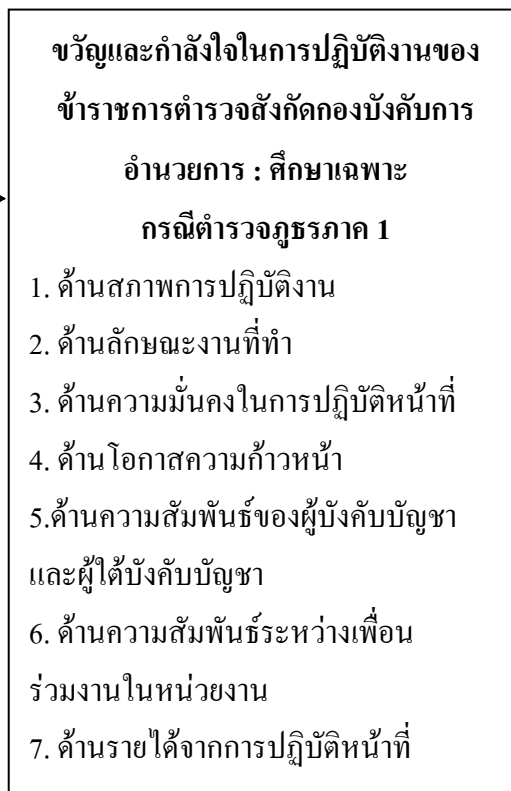 ขวัญและกำลังใจในการปฏิบัติงานของ
ข้าราชการตำรวจสังกัดกองบังคับการ
อำนวยการ : ศึกษาเฉพาะ
กรณีตำรวจภูธรภาค 1
1. ด้านสภาพการปฏิบัติงาน
2. ด้านลักษณะงานที่ทำ
3. ด้านความมั่นคงในการปฏิบัติหน้าที่
4. ด้านโอกาสความก้าวหน้า
5.ด้านความสัมพันธ์ของผู้บังคับบัญชา
และผู้ใต้บังคับบัญชา
6. ด้านความสัมพันธ์ระหว่างเพื่อน
ร่วมงานในหน่วยงาน
7. ด้านรายได้จากการปฏิบัติหน้าที่